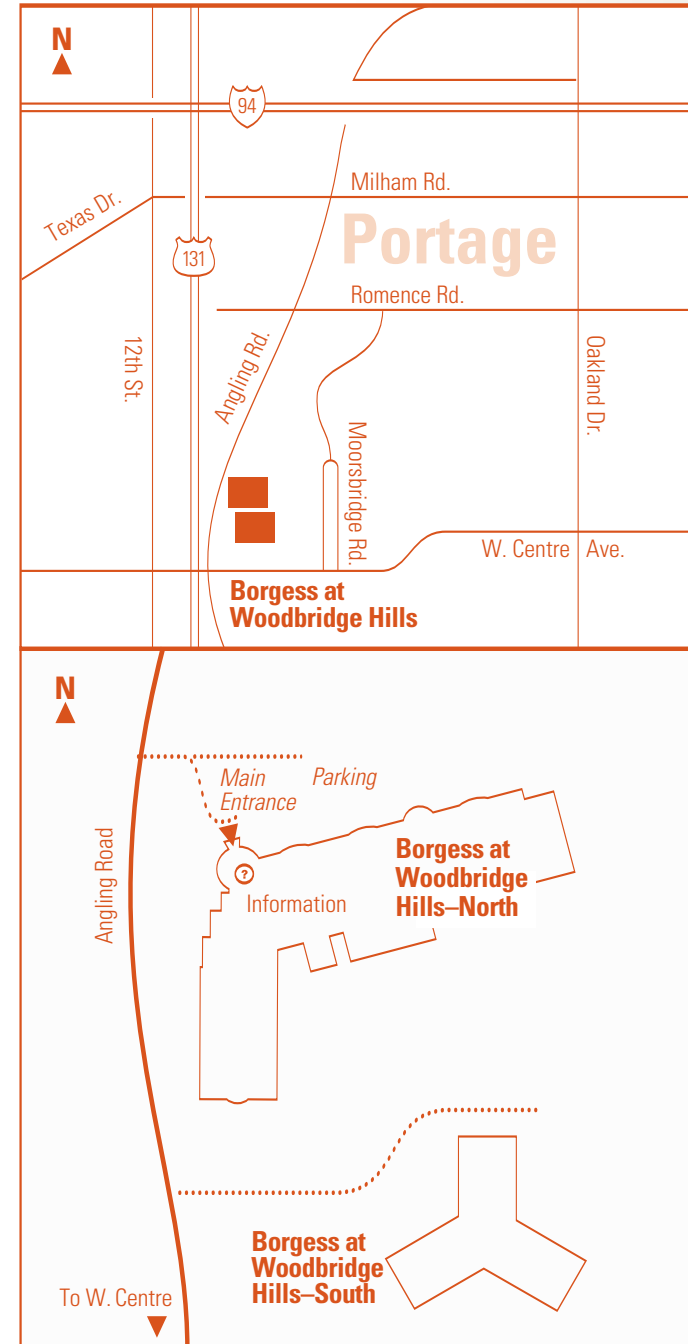 N
94
Milham Rd.
Texas Dr.
Portage
131
Romence Rd.
12th St.
Angling Rd.
Oakland Dr.
Moorsbridge Rd.
W. Centre Ave.
Borgess at
Woodbridge Hills
N
Main
Entrance
Parking
Angling Road
Borgess at
Woodbridge
Hills–North
?
Information
Borgess at
Woodbridge
Hills–South
To W. Centre